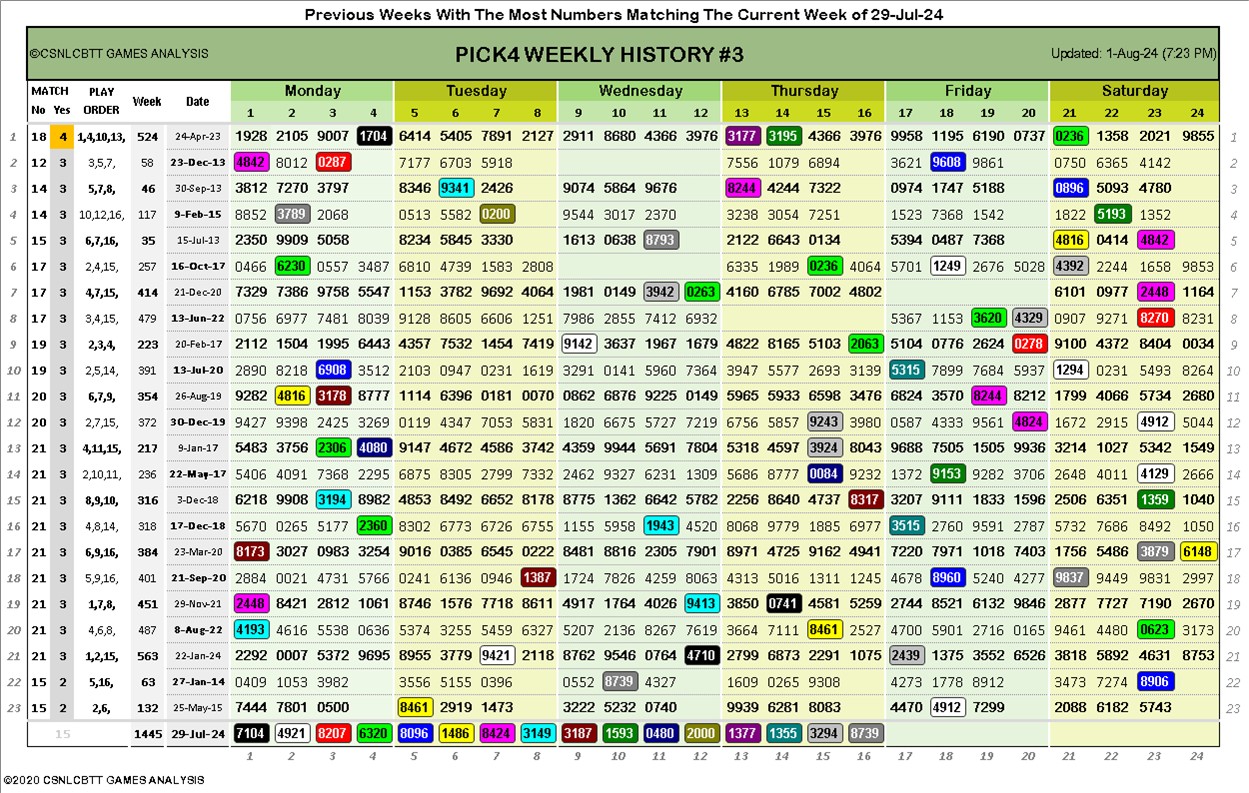 Previous Weeks With The Most Numbers Matching The Current Week of 29-Jul-24
©CSNLCBTT GAMES ANALYSIS PICK4 WEEKLY HISTORY #3 Updated: 1-Aug-24 (7:23 PM)
MATCH PLAY Week Date Monday Tuesday Wednesday Thursday Friday Saturday
No Yes ORDER 1 2 3 4 5 6 7 8 9 10 11 12 13 14 15 16 17 18 19 20 21 22 23 24
1 18 4 1,4,10,13, 524 24-Apr-23 1928 2105 9007 1704 6414 5405 7891 2127 2911 8680 4366 3976 3177 3195 4366 3976 9958 1195 6190 0737 0236 1358 2021 9855 1
2 12 3 3,5,7, 58 23-Dec-13 4842 8012 0287 7177 6703 5918 7556 1079 6894 3621 9608 9861 0750 6365 4142 2
3 14 3 5,7,8, 46 30-Sep-13 3812 7270 3797 8346 9341 2426 9074 5864 9676 8244 4244 7322 0974 1747 5188 0896 5093 4780 3
4 14 3 10,12,16, 117 9-Feb-15 8852 3789 2068 0513 5582 0200 9544 3017 2370 3238 3054 7251 1523 7368 1542 1822 5193 1352 4
5 15 3 6,7,16, 35 15-Jul-13 2350 9909 5058 8234 5845 3330 1613 0638 8793 2122 6643 0134 5394 0487 7368 4816 0414 4842 5
6 17 3 2,4,15, 257 16-Oct-17 0466 6230 0557 3487 6810 4739 1583 2808 6335 1989 0236 4064 5701 1249 2676 5028 4392 2244 1658 9853 6
7 17 3 4,7,15, 414 21-Dec-20 7329 7386 9758 5547 1153 3782 9692 4064 1981 0149 3942 0263 4160 6785 7002 4802 6101 0977 2448 1164 7
8 17 3 3,4,15, 479 13-Jun-22 0756 6977 7481 8039 9128 8605 6606 1251 7986 2855 7412 6932 5367 1153 3620 4329 0907 9271 8270 8231 8
9 19 3 2,3,4, 223 20-Feb-17 2112 1504 1995 6443 4357 7532 1454 7419 9142 3637 1967 1679 4822 8165 5103 2063 5104 0776 2624 0278 9100 4372 8404 0034 9
10 19 3 2,5,14, 391 13-Jul-20 2890 8218 6908 3512 2103 0947 0231 1619 3291 0141 5960 7364 3947 5577 2693 3139 5315 7899 7684 5937 1294 0231 5493 8264 10
11 20 3 6,7,9, 354 26-Aug-19 9282 4816 3178 8777 1114 6396 0181 0070 0862 6876 9225 0149 5965 5933 6598 3476 6824 3570 8244 8212 1799 4066 5734 2680 11
12 20 3 3,7,15, 372 30-Dec-19 9427 9398 2425 3269 0119 4347 7053 5831 1820 6675 5727 7219 6756 5915 9243 3980 0587 4333 9561 4824 1672 2915 4912 5044 12
13 21 3 4,11,15, 217 9-Jan-17 5483 3756 2306 4080 9147 4672 4586 3742 4359 9944 5691 7804 5318 4597 3924 8043 9688 7505 1505 9936 3214 1027 5342 1549 13
14 21 3 2,10,11, 236 22-May-17 5406 4091 7368 2295 6875 8305 2799 7332 2462 9327 6231 1309 5686 8777 0084 9232 1372 9153 9282 3706 2648 4011 4129 2666 14
15 21 3 8,9,10, 316 3-Dec-18 6218 9908 3194 8982 4853 8492 6652 8178 8775 1362 6642 5782 2256 8640 4737 8317 3207 9111 1833 1596 2506 6351 1359 1040 15
16 21 3 4,8,14, 318 17-Dec-18 5670 0265 5177 2360 8302 6773 6726 6755 1155 5958 1943 4520 8068 9779 1885 6977 3515 2760 9591 2787 5732 7686 8492 1050 16
17 21 3 6,9,16, 384 23-Mar-20 8173 3027 0983 3254 9016 0385 6545 0222 8481 8816 2305 7901 8971 4725 9162 4941 7220 7971 1018 7403 1756 5486 3879 6148 17
18 21 3 5,9,16, 401 21-Sep-20 2884 0021 4731 5766 0241 6136 0946 1387 1724 7826 4259 8063 4313 5016 1311 1245 4678 8960 5240 4277 9837 9449 9831 2997 18
19 21 3 1,7,8, 451 29-Nov-21 2448 8421 2812 1061 8746 1576 7718 8611 4917 1764 4026 9413 3850 0741 4581 5259 2744 8521 6132 9846 2877 7727 7190 2670 19
20 21 3 4,6,8, 487 8-Aug-22 4193 4616 5538 0636 5374 3265 5459 6327 5207 2136 8267 7619 3664 7111 8461 2527 4700 5901 2716 0165 9461 4480 0623 3173 20
21 21 3 1,2,15, 563 22-Jan-24 2292 0007 5372 9695 8955 3779 9421 2118 8762 9546 0764 4710 2799 6873 2291 1075 2439 1375 3552 6526 3818 5892 4631 8753 21
22 15 2 5,16, 63 27-Jan-14 0409 1053 3982 3556 5155 0396 0552 8739 4327 1609 0265 9308 4273 1778 8912 3473 7274 8906 22
23 15 2 2,6, 132 25-May-15 7444 7801 0500 8461 2919 1473 3222 5232 0740 9939 6281 8083 4470 4912 7299 2088 6182 5743 23
15 1445 29-Jul-24 7104 4921 8207 6320 8096 1486 8424 3149 3187 1593 0480 2000 1377 1355 3294 8739
1 2 3 4 5 6 7 8 9 10 11 12 13 14 15 16 17 18 19 20 21 22 23 24
©2020 CSNLCBTT GAMES ANALYSIS